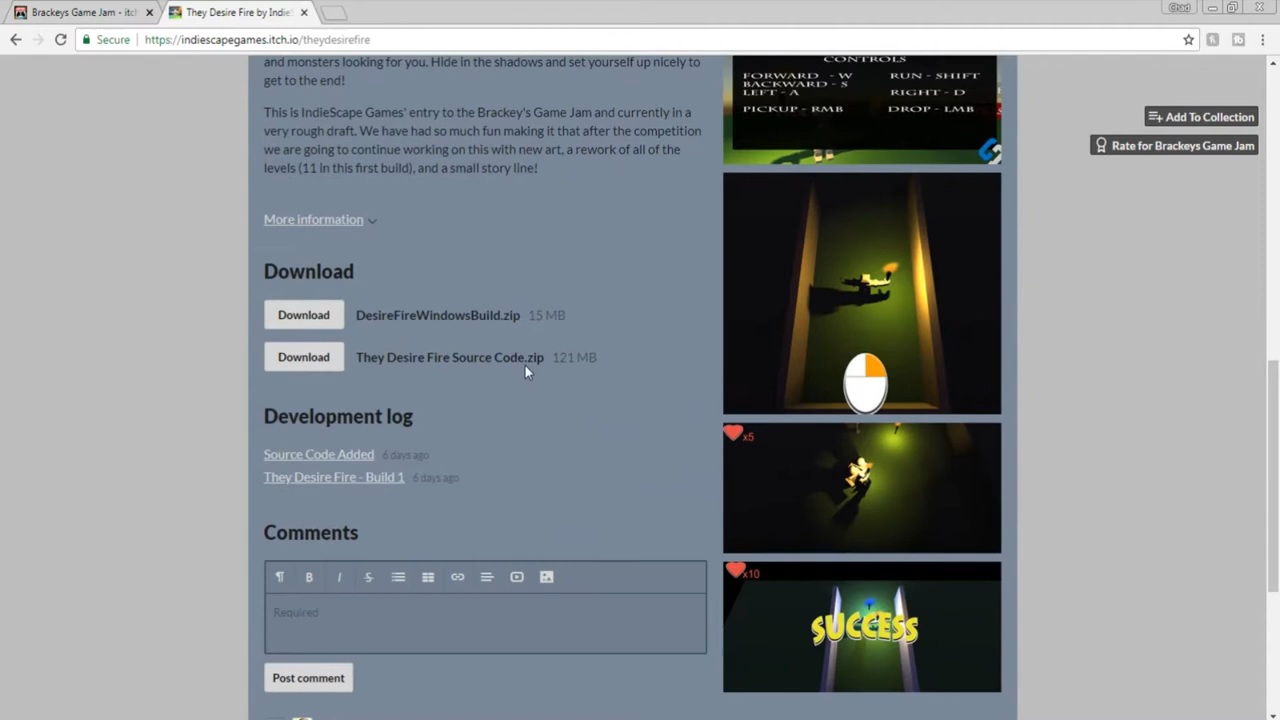 Brackeys Game Jam - itch
They Desire Fire by IndieS
Chad
Secure
https://indiescapegames.itch.io/theydesirefire
and monsters looking for you. Hide in the shadows and set yourself up nicely to
get to the end!
This is IndieScape Games' entry to the Brackey's Game Jam and currently in a
very rough draft. We have had so much fun making it that after the competition
we are going to continue working on this with new art, a rework of all of the
levels (11 in this first build), and a small story line!
More information
Download
Download DesireFireWindowsBuild.zip 15 MB
Download They Desire Fire Source Code.zip 121 MB
Development log
Source Code Added 6 days ago
They Desire Fire - Build 1 6 days ago
Comments
Required
Post comment
CONTROLS
FORWARD - W RUN - SHIFT
BACKWARD - S
LEFT - A RIGHT - D
PICKUP - RMB DROP - LMB
x5
x10
SUCCESS
Add To Collection
Rate for Brackeys Game Jam